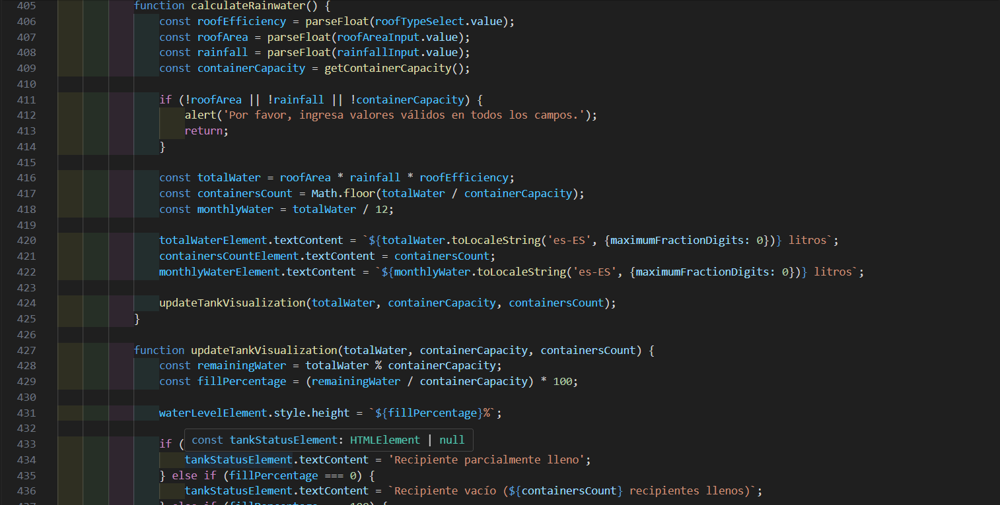 405 function calculateRainwater() {
406 const roofEfficiency = parseFloat(roofTypeSelect.value);
407 const roofArea = parseFloat(roofAreaInput.value);
408 const rainfall = parseFloat(rainfallInput.value);
409 const containerCapacity = getContainerCapacity();
410
411 if (!roofArea || !rainfall || !containerCapacity) {
412 alert('Por favor, ingresa valores válidos en todos los campos.');
413 return;
414 }
415
416 const totalWater = roofArea * rainfall * roofEfficiency;
417 const containersCount = Math.floor(totalWater / containerCapacity);
418 const monthlyWater = totalWater / 12;
419
420 totalWaterElement.textContent = `${totalWater.toLocaleString('es-ES', {maximumFractionDigits: 0})} litros`;
421 containersCountElement.textContent = containersCount;
422 monthlyWaterElement.textContent = `${monthlyWater.toLocaleString('es-ES', {maximumFractionDigits: 0})} litros`;
423
424 updateTankVisualization(totalWater, containerCapacity, containersCount);
425 }
426
427 function updateTankVisualization(totalWater, containerCapacity, containersCount) {
428 const remainingWater = totalWater % containerCapacity;
429 const fillPercentage = (remainingWater / containerCapacity) * 100;
430
431 waterLevelElement.style.height = `${fillPercentage}%`;
432
433 if (
const tankStatusElement: HTMLElement | null
434 tankStatusElement.textContent = 'Recipiente parcialmente lleno';
435 } else if (fillPercentage === 0) {
436 tankStatusElement.textContent = `Recipiente vacío (${containersCount} recipientes llenos)`;